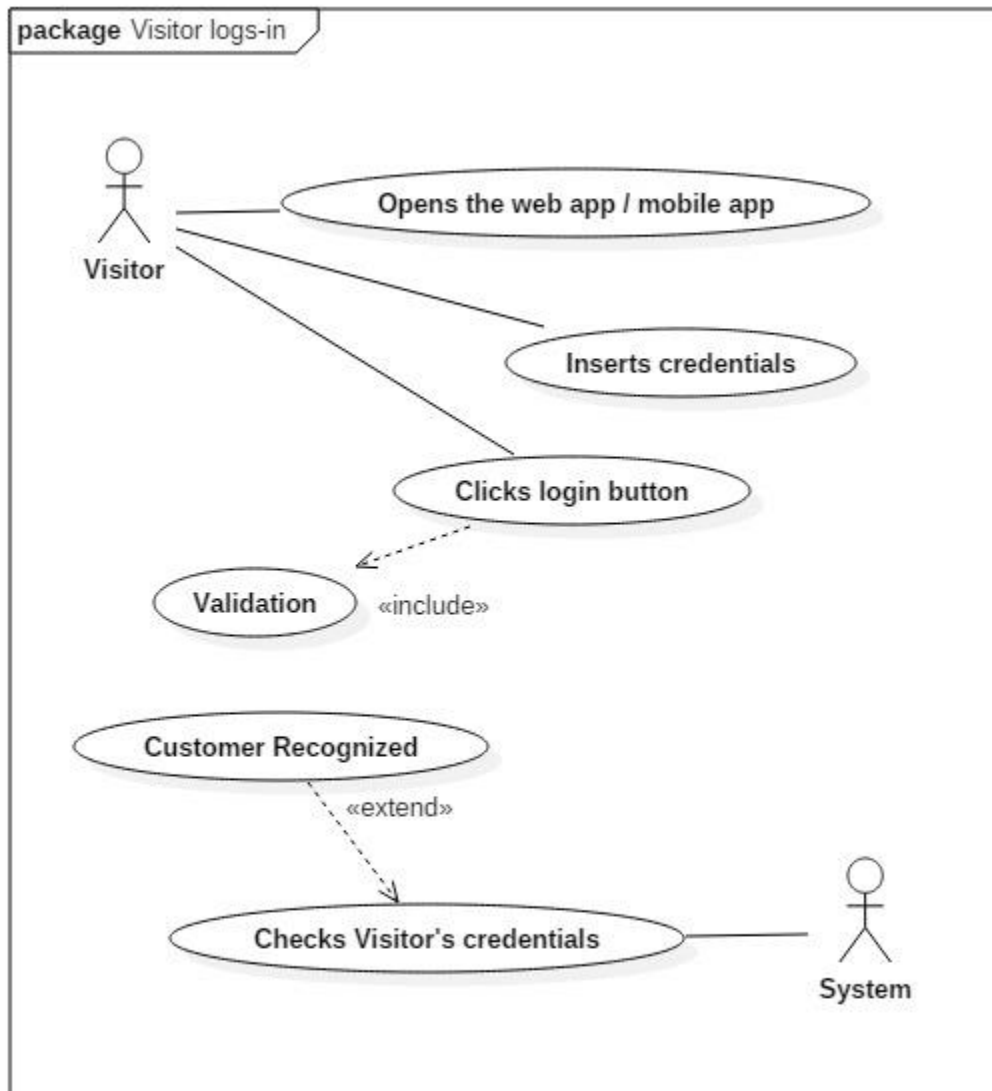 package Visitor logs-in
Opens the web app / mobile app
Visitor
Inserts credentials
Clicks login button
Validation
«include»
Customer Recognized
«extend»
Checks Visitor's credentials
System